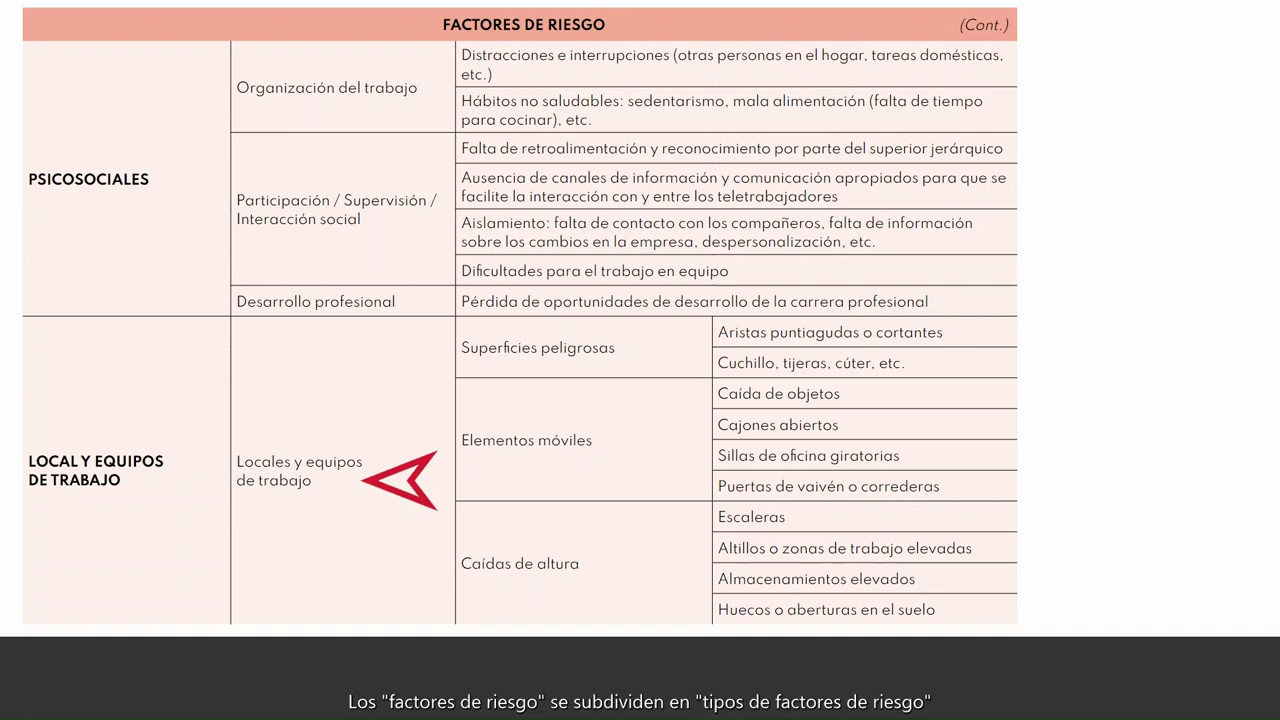 FACTORES DE RIESGO
(Cont.)
PSICOSOCIALES
Organización del trabajo
Distracciones e interrupciones (otras personas en el hogar, tareas domésticas,
etc.)
Hábitos no saludables: sedentarismo, mala alimentación (falta de tiempo
para cocinar), etc.
Participación / Supervisión /
Interacción social
Falta de retroalimentación y reconocimiento por parte del superior jerárquico
Ausencia de canales de información y comunicación apropiados para que se
facilite la interacción con y entre los teletrabajadores
Aislamiento: falta de contacto con los compañeros, falta de información
sobre los cambios en la empresa, despersonalización, etc.
Dificultades para el trabajo en equipo
Desarrollo profesional
Pérdida de oportunidades de desarrollo de la carrera profesional
LOCAL Y EQUIPOS
DE TRABAJO
Locales y equipos
de trabajo
Superficies peligrosas
Aristas puntiagudas o cortantes
Cuchillo, tijeras, cúter, etc.
Elementos móviles
Caída de objetos
Cajones abiertos
Sillas de oficina giratorias
Puertas de vaivén o correderas
Caídas de altura
Escaleras
Altillos o zonas de trabajo elevadas
Almacenamientos elevados
Huecos o aberturas en el suelo
Los "factores de riesgo" se subdividen en "tipos de factores de riesgo"